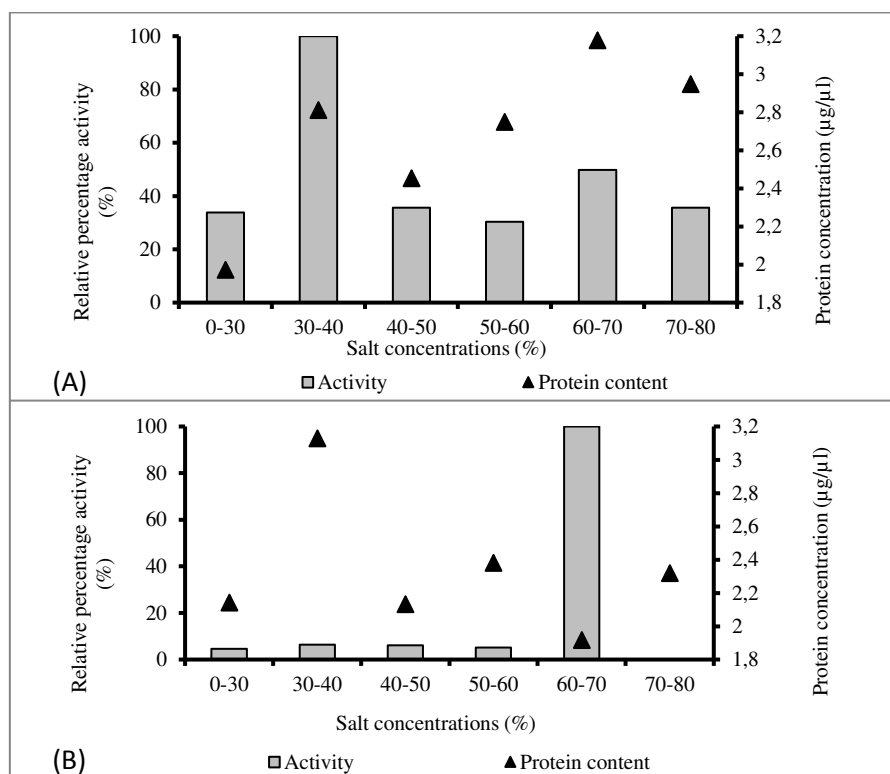 100
80
60
40
20
0
Relative percentage activity
(%)
3,2
3
2,8
2,6
2,4
2,2
2
1,8
Protein concentration (µg/µl)
0-30 30-40 40-50 50-60 60-70 70-80
Salt concentrations (%)
(A)
Activity Protein content
100
80
60
40
20
0
Relative percentage activity
(%)
3,2
3
2,8
2,6
2,4
2,2
2
1,8
Protein concentration (µg/µl)
0-30 30-40 40-50 50-60 60-70 70-80
Salt concentrations (%)
(B)
Activity Protein content